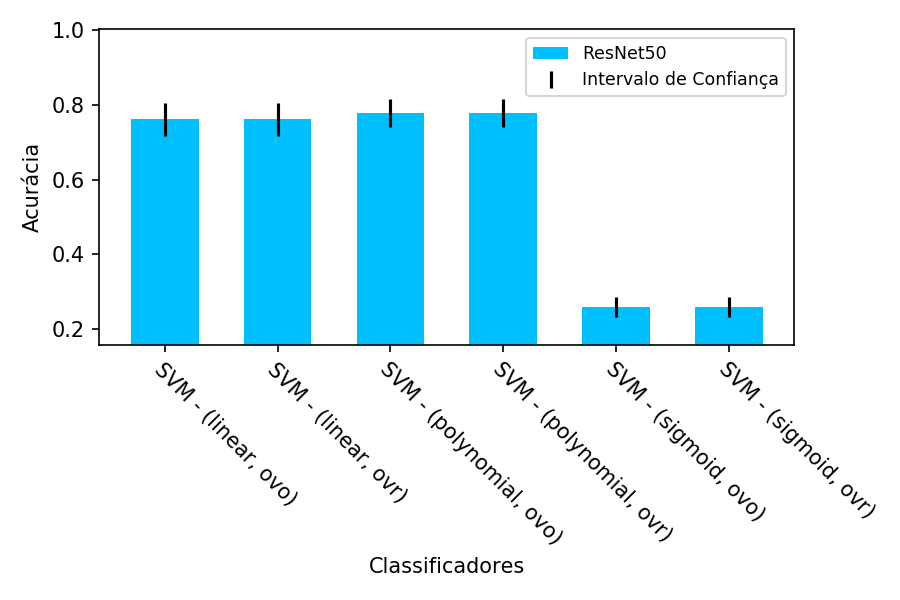 1.0
0.8
0.6
0.4
0.2
Acurácia
ResNet50
Intervalo de Confiança
SVM - (linear, ovo)
SVM - (linear, ovr)
SVM - (polynomial, ovo)
SVM - (polynomial, ovr)
SVM - (sigmoid, ovo)
SVM - (sigmoid, ovr)
Classificadores